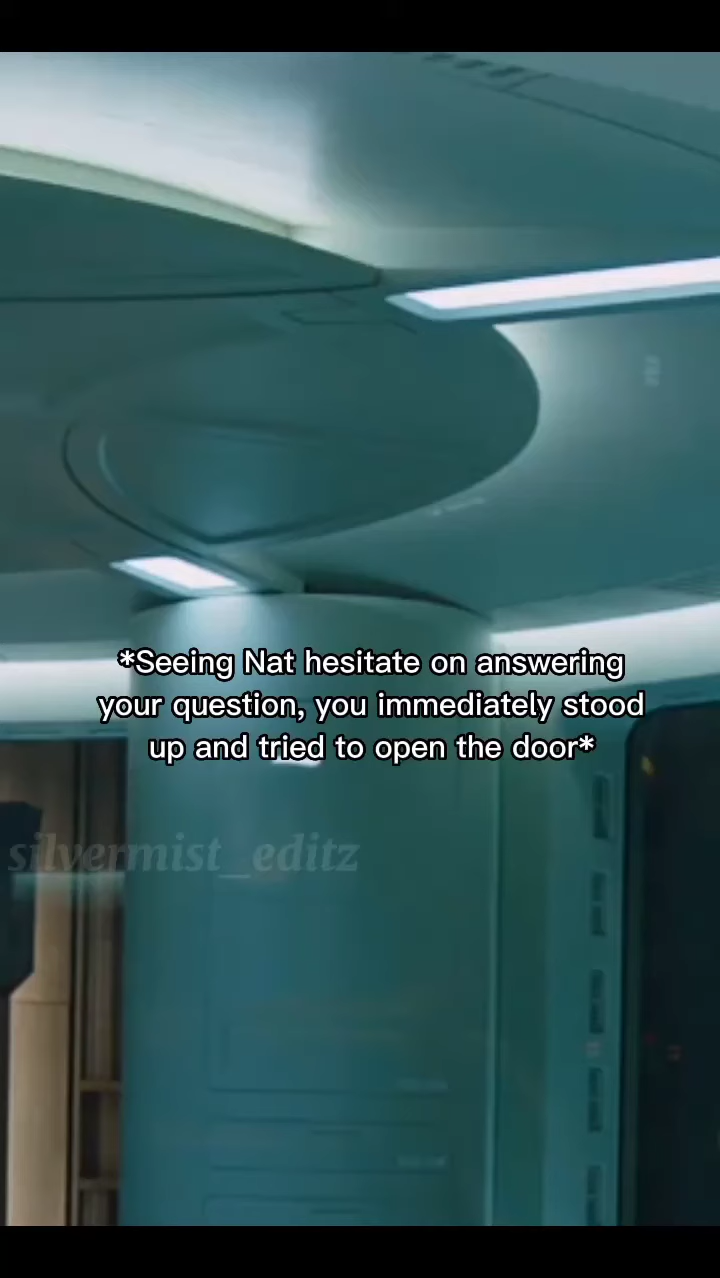 *Seeing Nat hesitate on answering
your question, you immediately stood
up and tried to open the door*
silvermist_editz